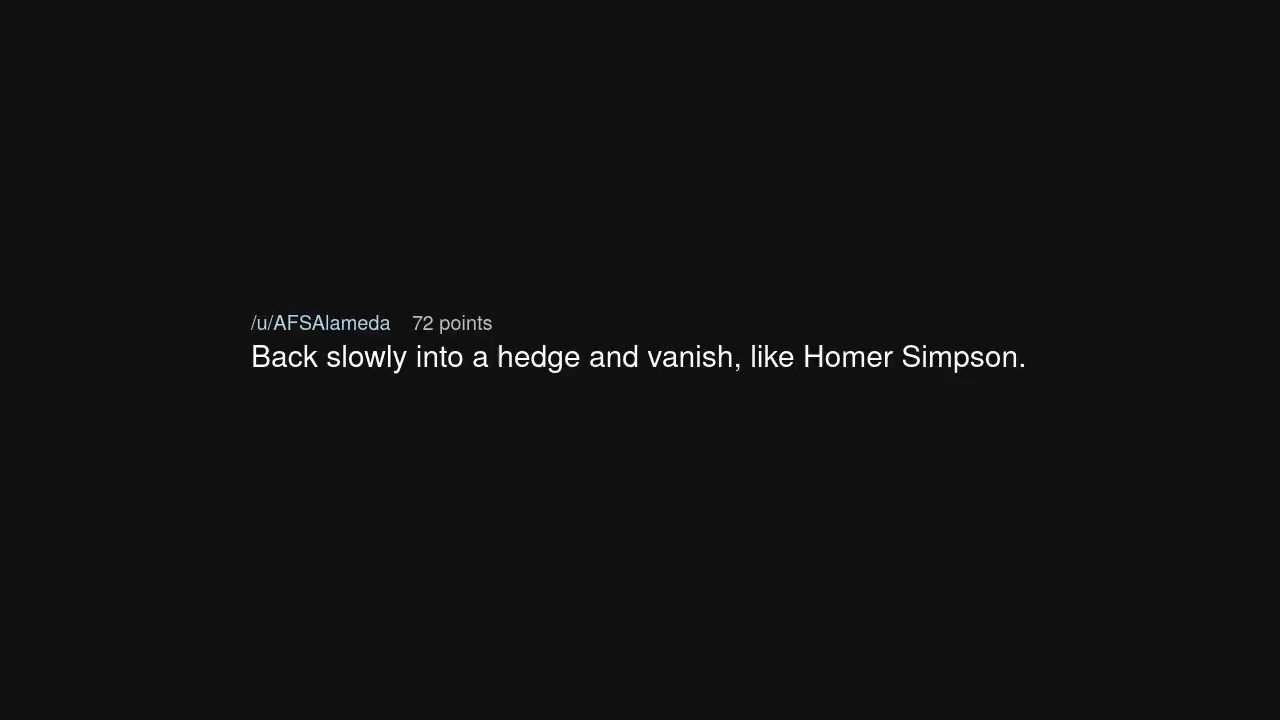 /u/AFSAlameda 72 points
Back slowly into a hedge and vanish, like Homer Simpson.